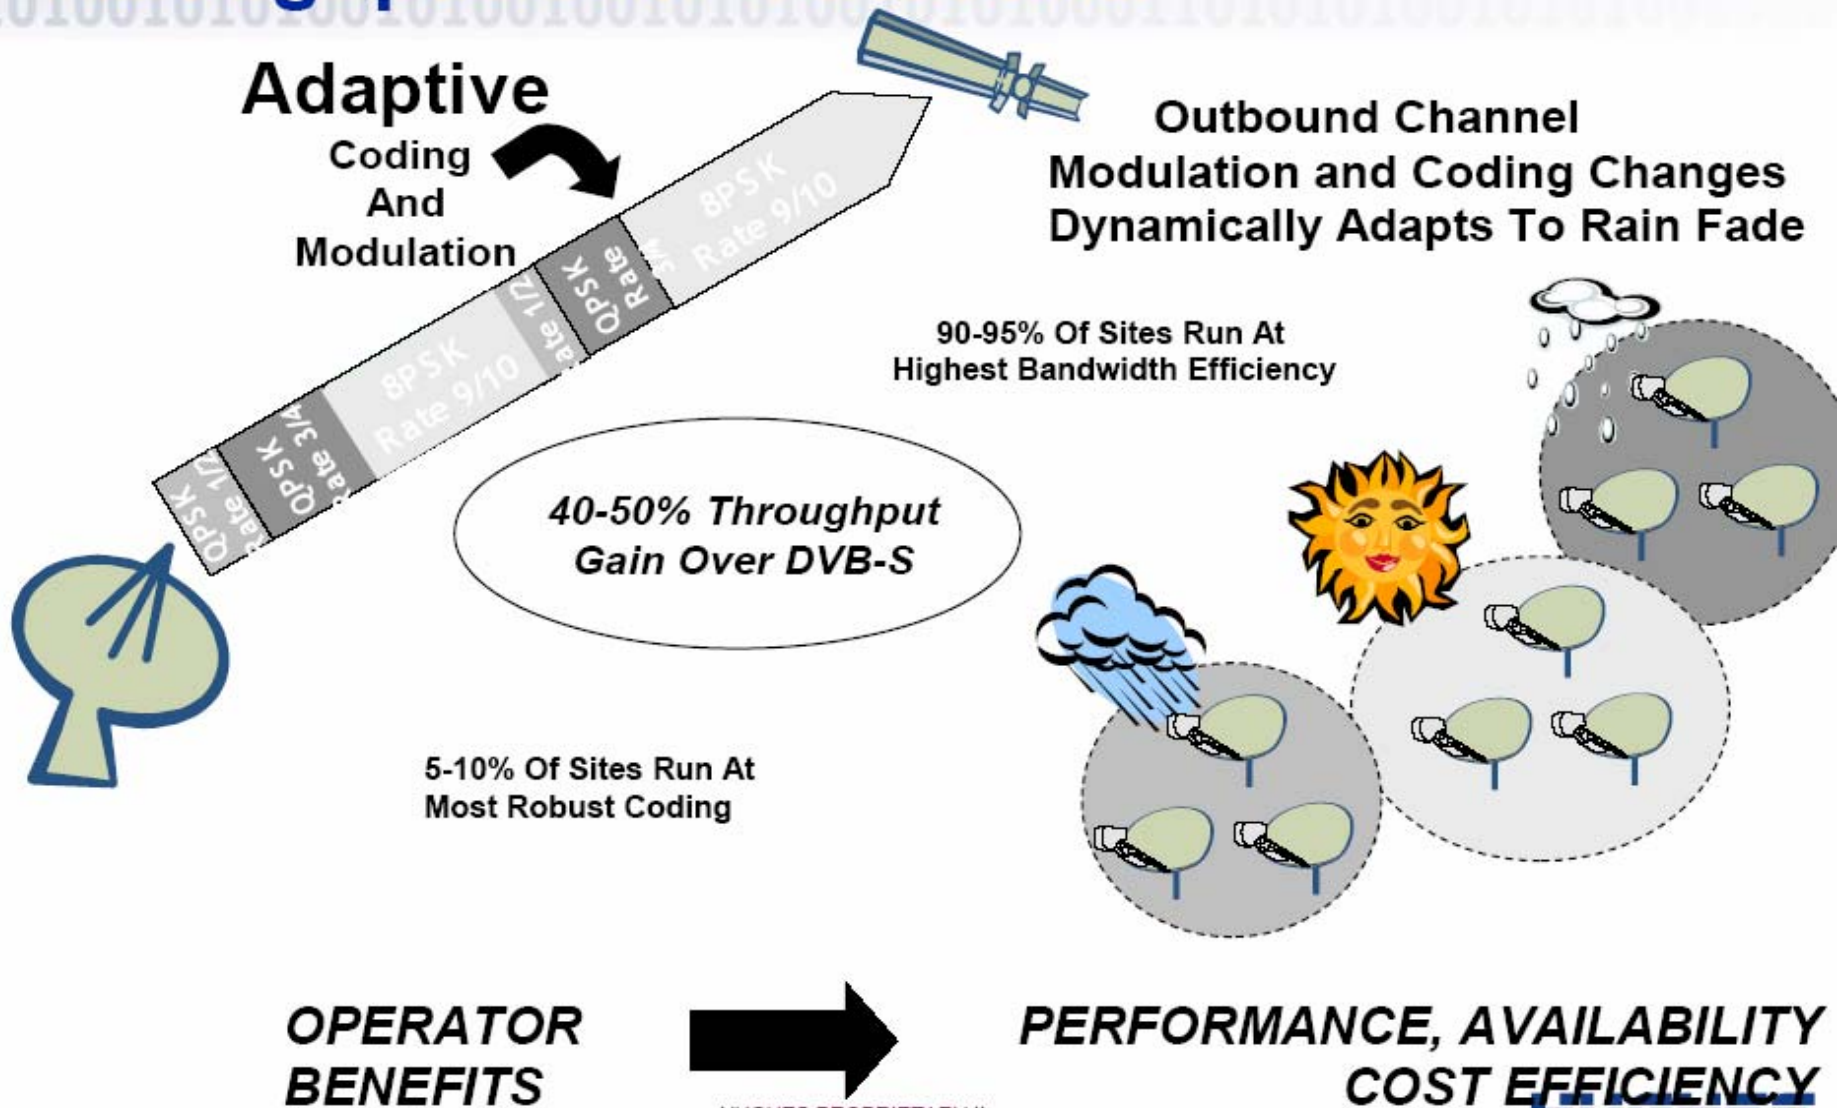 Adaptive
Coding
And
Modulation
8PSK
Rate 9/10
QPSK
Rate
3/4
Rate 1/2
8PSK
Rate 9/10
QPSK
Rate 3/4
QPSK
Rate 1/2
Outbound Channel
Modulation and Coding Changes
Dynamically Adapts To Rain Fade
90-95% Of Sites Run At
Highest Bandwidth Efficiency
40-50% Throughput
Gain Over DVB-S
5-10% Of Sites Run At
Most Robust Coding
OPERATOR
BENEFITS
PERFORMANCE, AVAILABILITY
COST EFFICIENCY